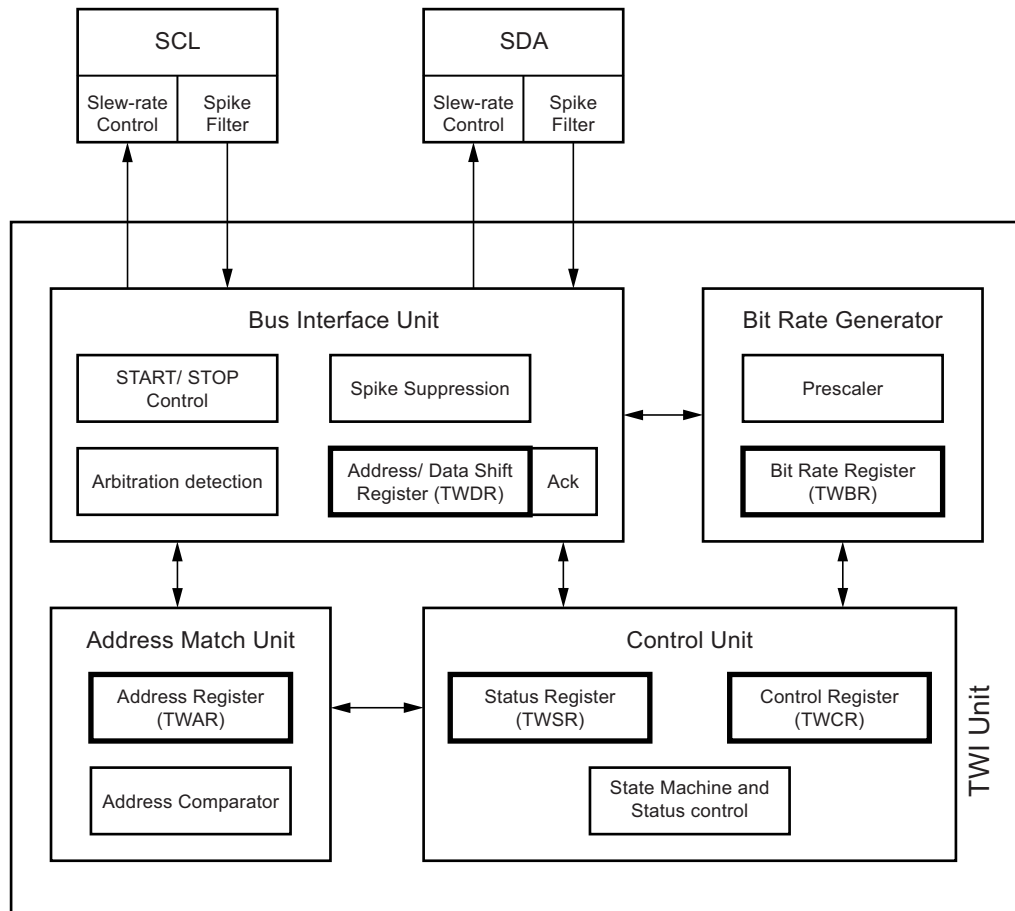 SCL
Slew-rate
Control
Spike
Filter
SDA
Slew-rate
Control
Spike
Filter
Bus Interface Unit
START/ STOP
Control
Spike Suppression
Arbitration detection
Address/ Data Shift
Register (TWDR)
Ack
Bit Rate Generator
Prescaler
Bit Rate Register
(TWBR)
Address Match Unit
Address Register
(TWAR)
Address Comparator
Control Unit
Status Register
(TWSR)
Control Register
(TWCR)
State Machine and
Status control
TWI Unit